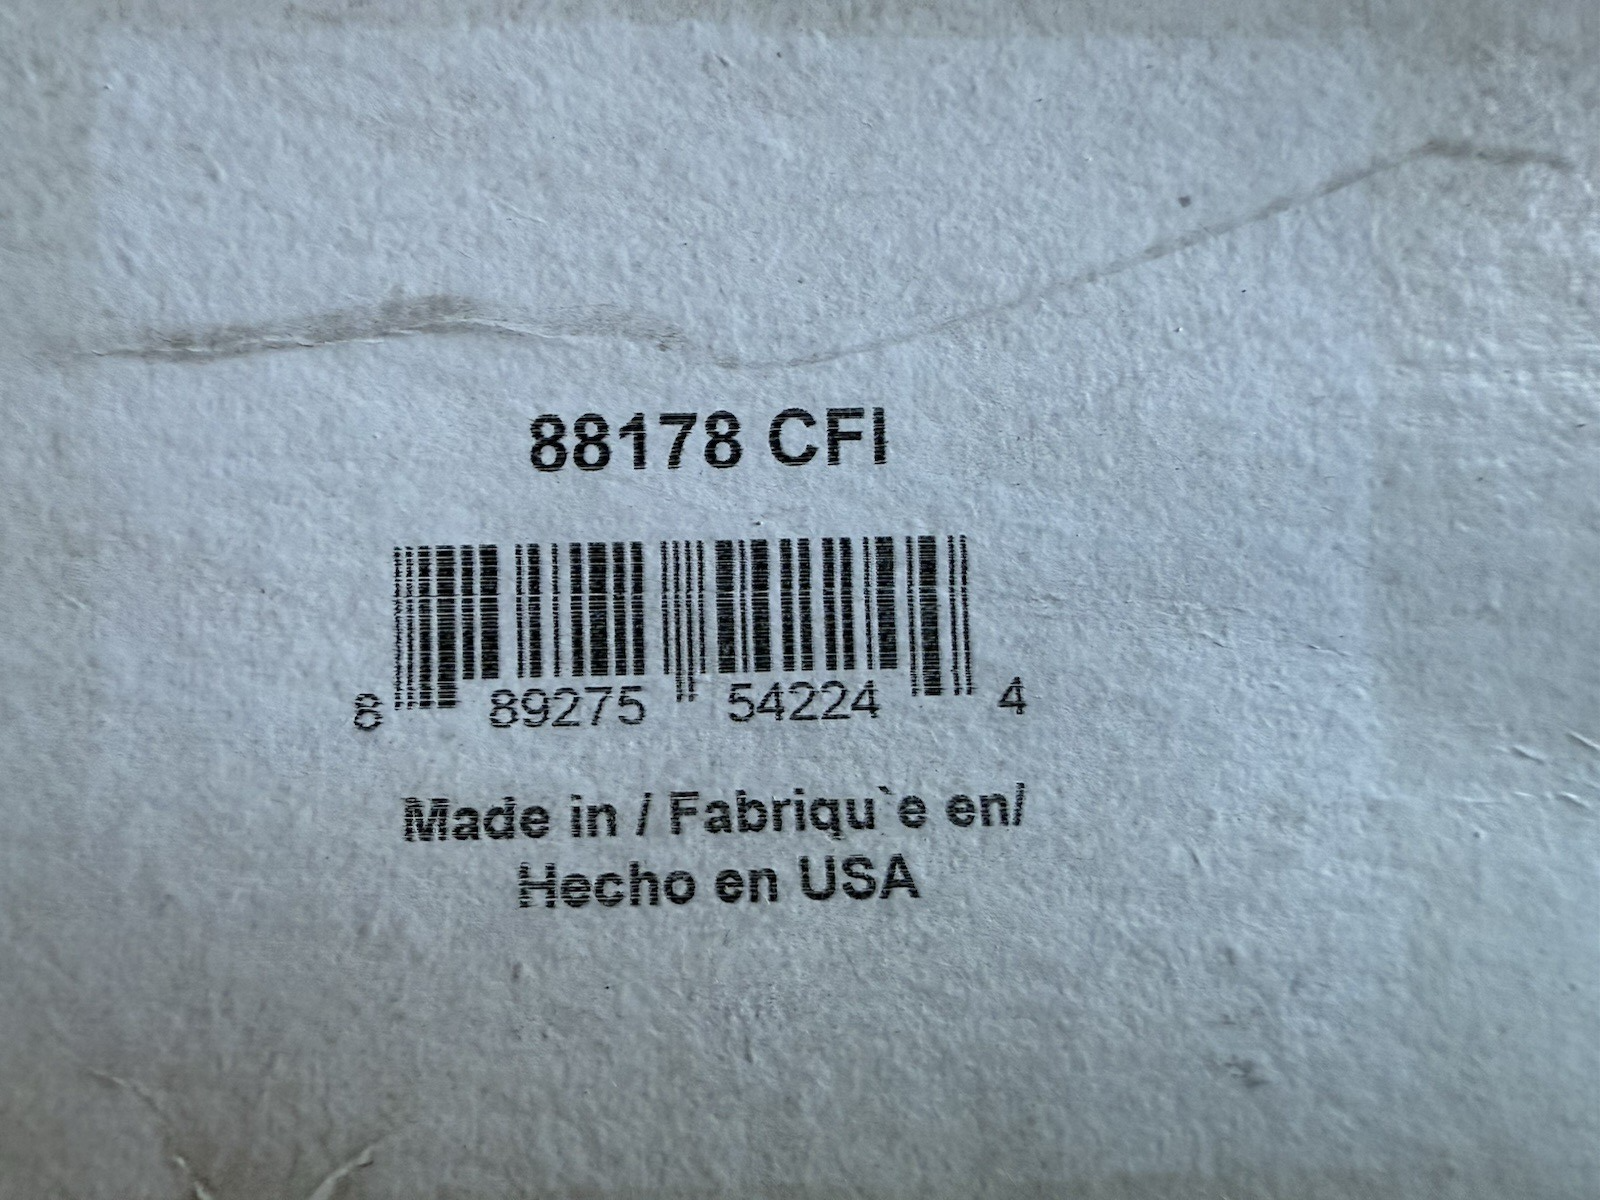 88178 CFI
8 89275 54224 4
Made in / Fabriqu`e en/
Hecho en USA